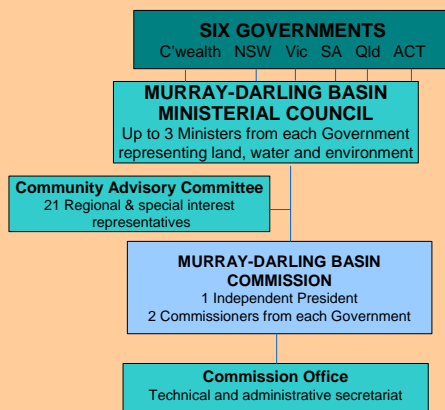 SIX GOVERNMENTS
C'wealth NSW Vic SA Qld ACT
MURRAY-DARLING BASIN
MINISTERIAL COUNCIL
Up to 3 Ministers from each Government
representing land, water and environment
Community Advisory Committee
21 Regional & special interest
representatives
MURRAY-DARLING BASIN
COMMISSION
1 Independent President
2 Commissioners from each Government
Commission Office
Technical and administrative secretariat